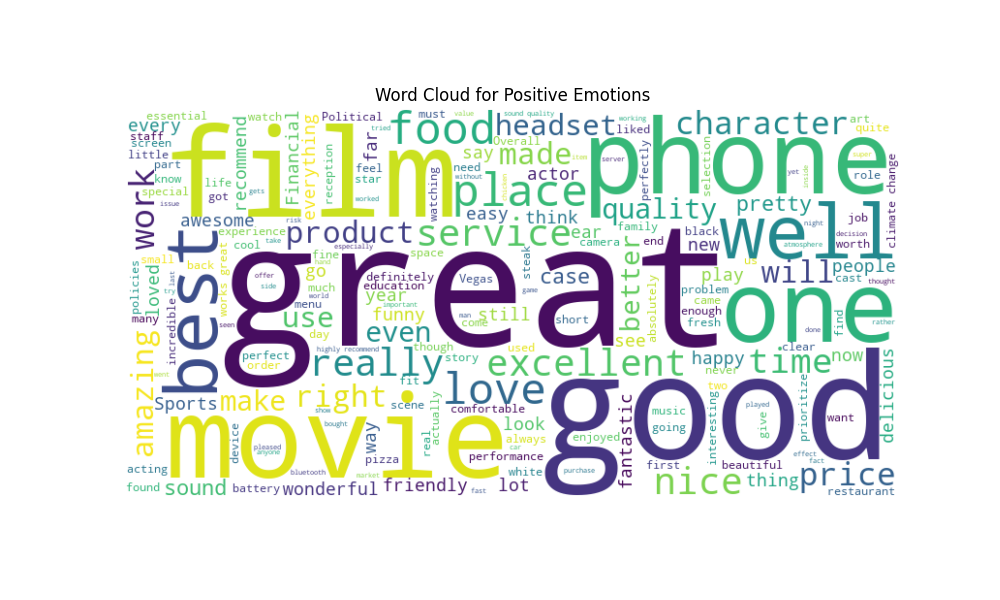 Word Cloud for Positive Emotions
essential
watch
Political
must
value
sound quality
working
every
film
food
headset
phone
character
art
quite
staff
screen
little
part
know
special
issue
life
got
gets
recommend
Financial
everything
reception
tried
far
feel
star
worked
Overall
say
need
without
made
actor
liked
perfectly
server
selection
yet
inside
super
role
climate change
work
place
watching
easy
think
quality
pretty
awesome
experience
cool
take
risk
product
service
ear
camera
family
end
black
new
well
night
job
decision
worth
atmosphere
people
cast
thought
especially
best
great
small
back
works great
fine
hand
space
steak
case
better
absolutely
us
play
will
problem
came
enough
fresh
one
policies
loved
try
last
offer
side
go
much
world
menu
definitely
education
year
important
Vegas
man
game
short
still
come
many
incredible
seen
use
day
funny
even
though
used
see
clear
done
find
rather
amazing
perfect
order
highly recommend
really
story
excellent
happy
never
time
now
delicious
went
Sports
make
right
show
fit
scene
love
good
fantastic
two
interesting
music
going
played
give
prioritize
want
movie
device
bought
way
real
actually
comfortable
look
always
car
enjoyed
pleased
anyone
pizza
performance
white
purchase
first
beautiful
effect
fact
acting
found
sound
battery
bluetooth
wonderful
market
friendly
fast
lot
nice
thing
price
restaurant